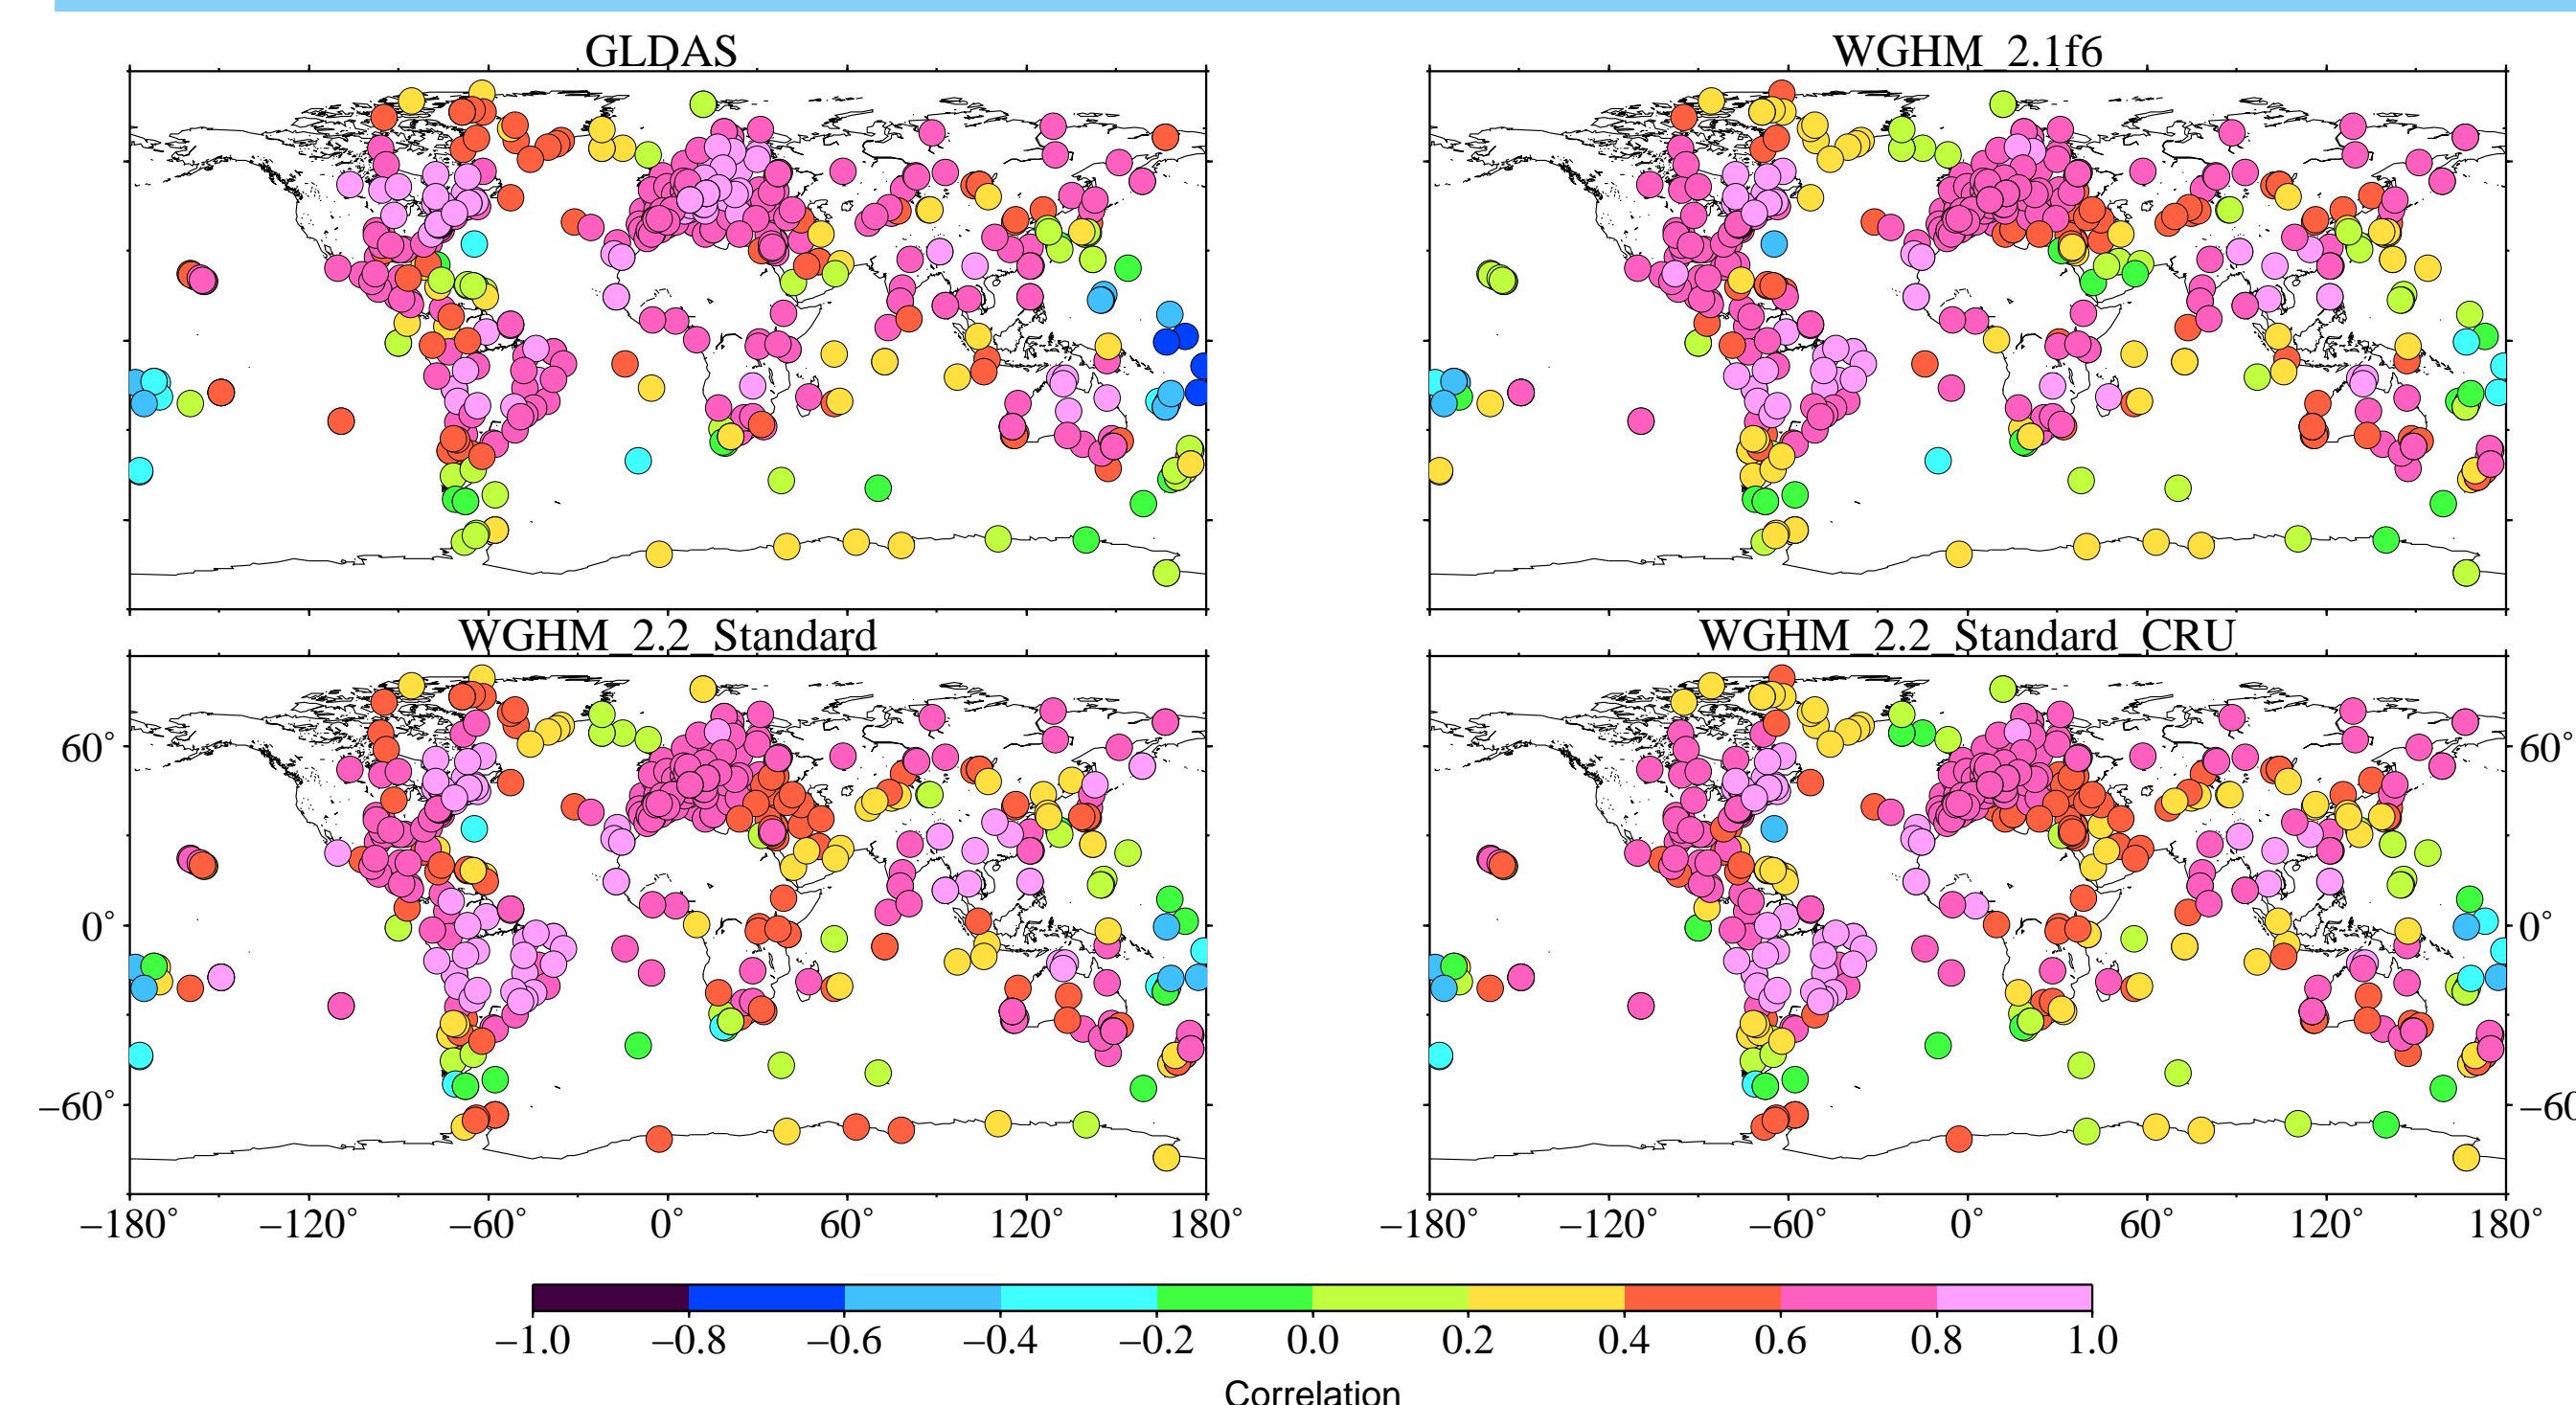 GLDAS
WGHM_2.1f6
WGHM_2.2_Standard
WGHM_2.2_Standard_CRU
60°
60°
0°
0°
−60°
−60
−180° −120° −60° 0° 60° 120° 180°
−180° −120° −60° 0° 60° 120° 180°
−1.0 −0.8 −0.6 −0.4 −0.2 0.0 0.2 0.4 0.6 0.8 1.0
Correlation